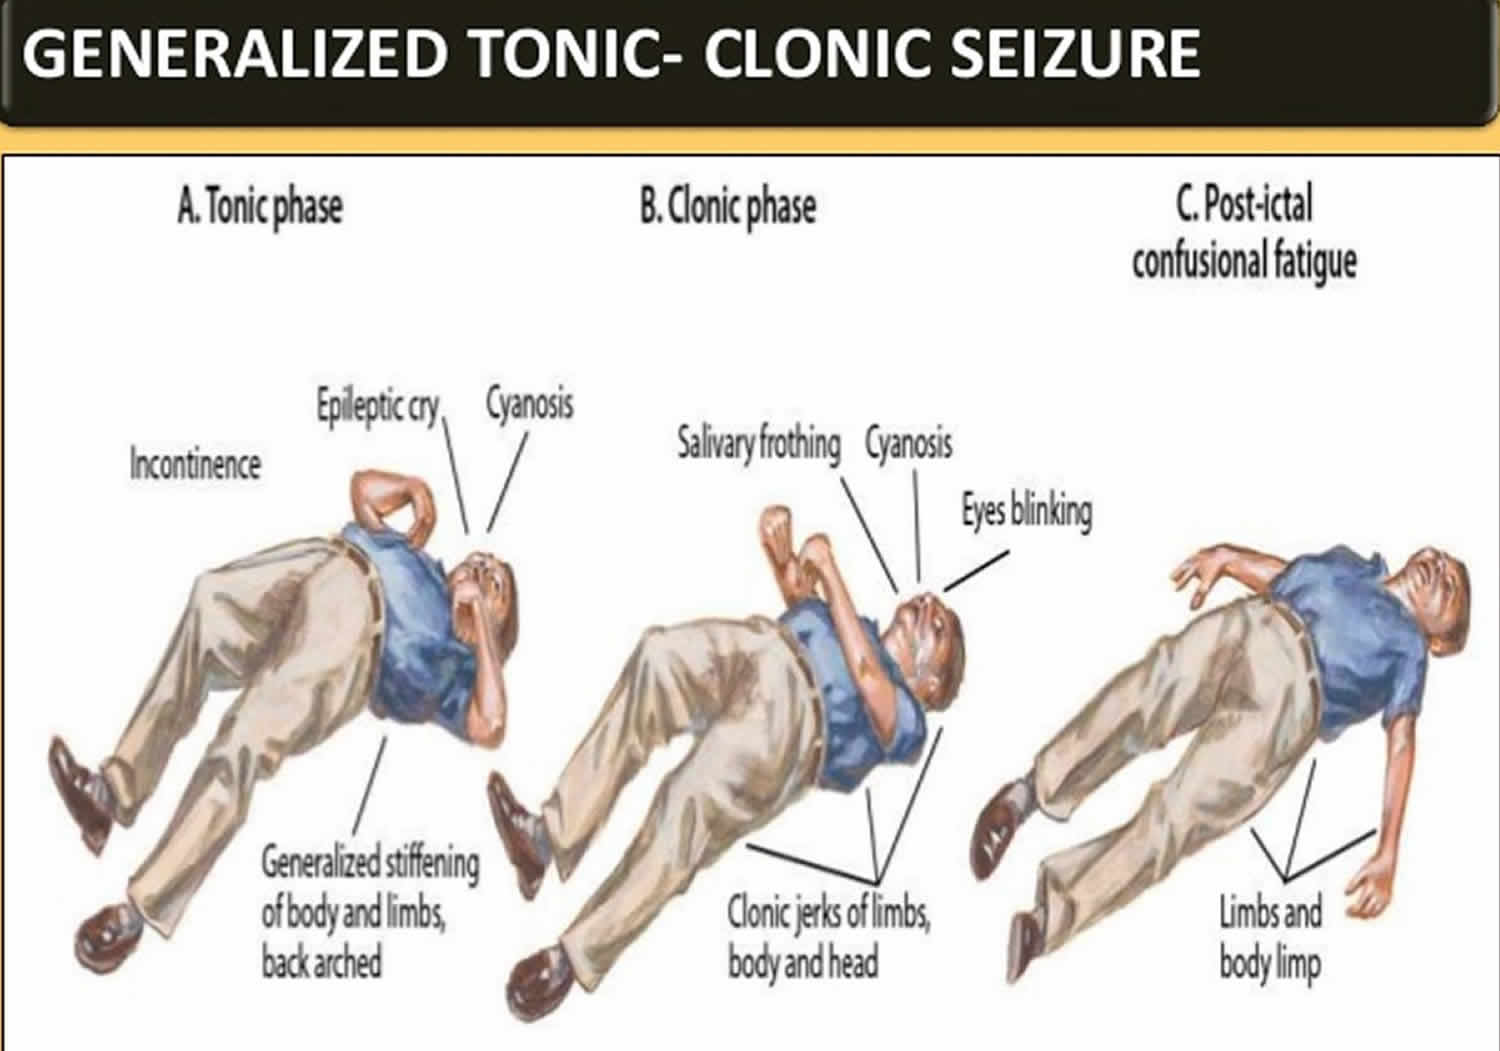 GENERALIZED TONIC- CLONIC SEIZURE
A. Tonic phase
B. Clonic phase
C. Post-ictal
confusional fatigue
Epileptic cry
Cyanosis
Incontinence
Salivary frothing
Cyanosis
Eyes blinking
Generalized stiffening
of body and limbs,
back arched
Clonic jerks of limbs,
body and head
Limbs and
body limp